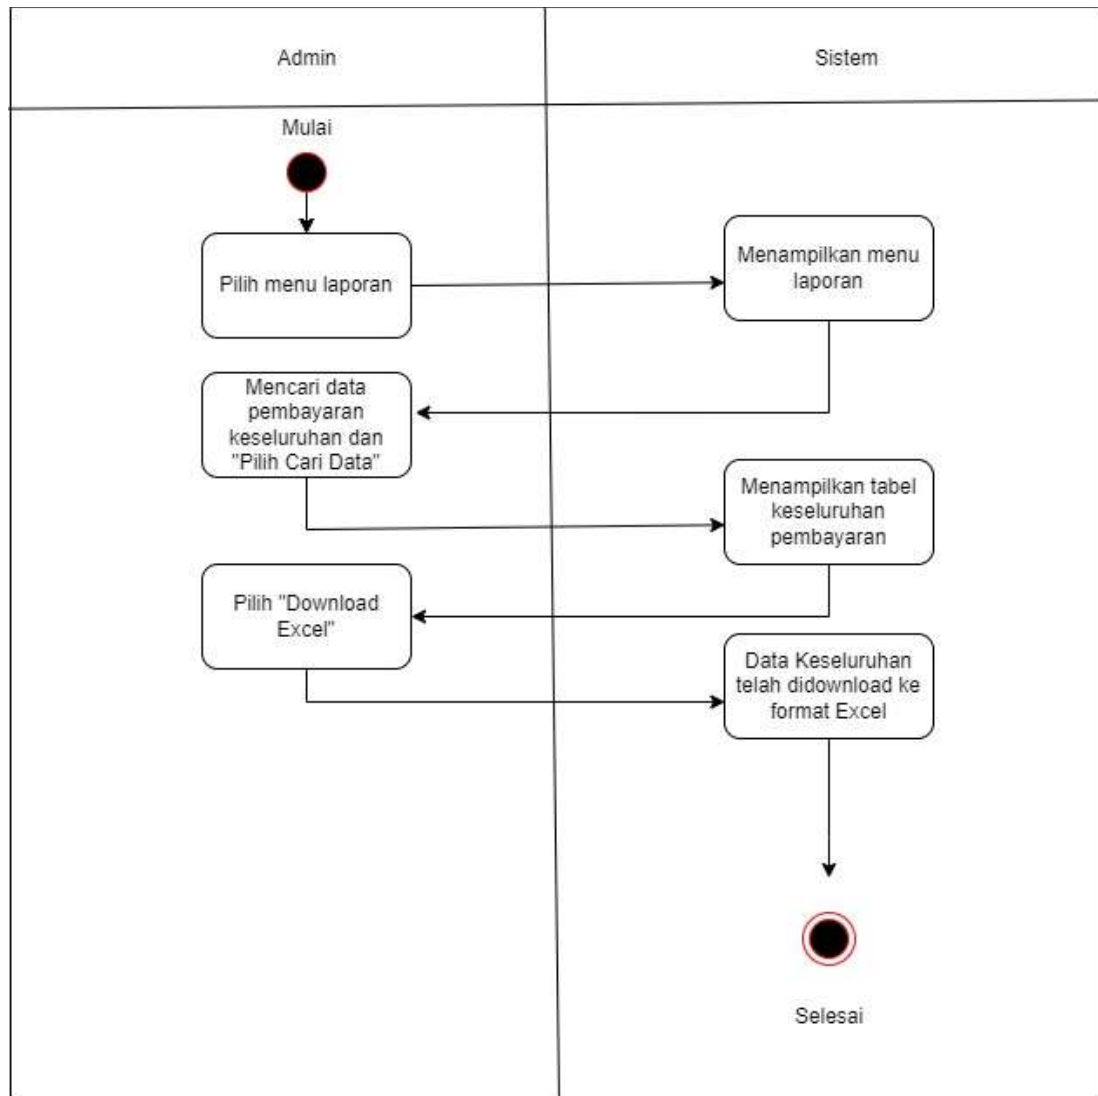 Admin
Sistem
Mulai
Pilih menu laporan
Menampilkan menu
laporan
Mencari data
pembayaran
keseluruhan dan
"Pilih Cari Data"
Menampilkan tabel
keseluruhan
pembayaran
Pilih "Download
Excel"
Data Keseluruhan
telah didownload ke
format Excel
Selesai